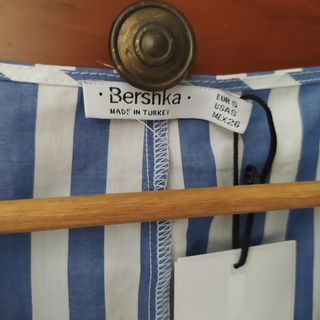 · Bershka ·
MADE IN TURKEY
EUR S
USA S
MEX 26